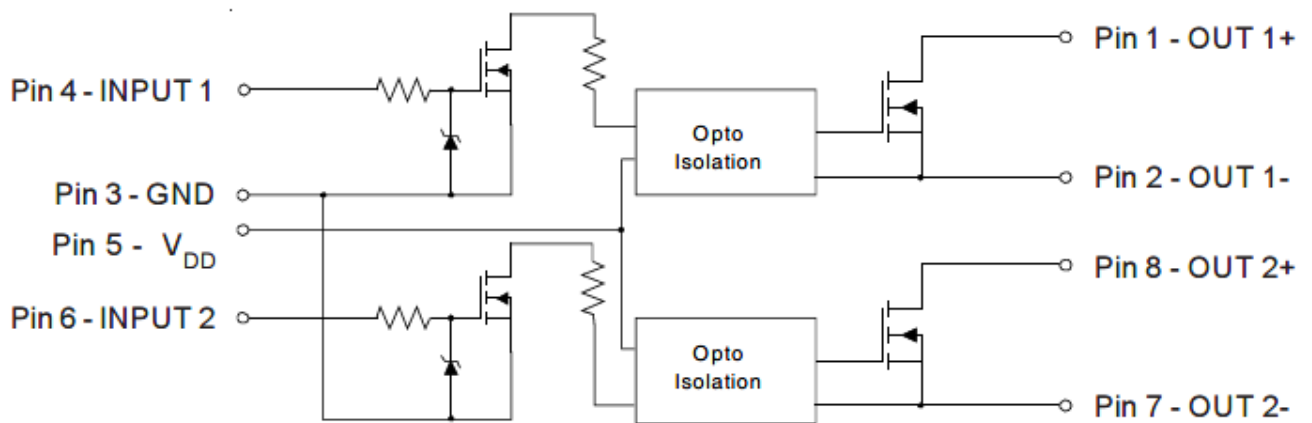 Pin 1 - OUT 1+
Pin 4 - INPUT 1
Opto
Isolation
Pin 3 - GND
Pin 2 - OUT 1-
Pin 5 - VDD
Pin 8 - OUT 2+
Pin 6 - INPUT 2
Opto
Isolation
Pin 7 - OUT 2-